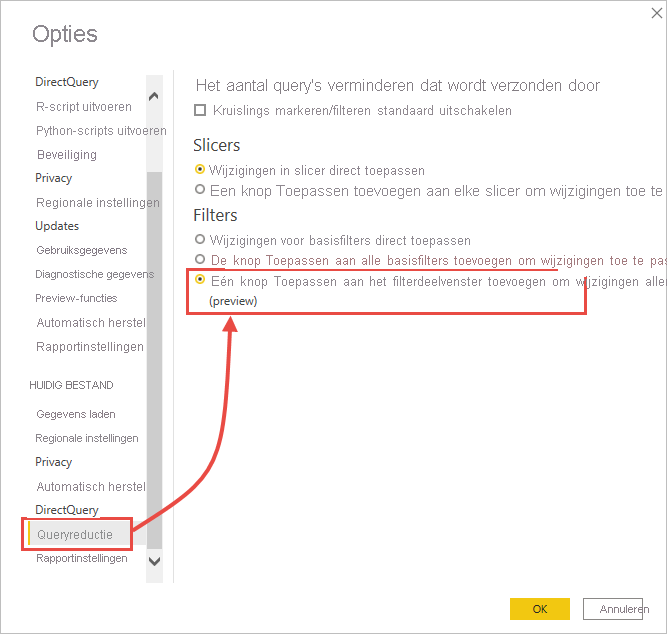 Opties
DirectQuery
R-script uitvoeren
Python-scripts uitvoeren
Beveiliging
Privacy
Regionale instellingen
Updates
Gebruiksgegevens
Diagnostische gegevens
Preview-functies
Automatisch herstel
Rapportinstellingen
HUIDIG BESTAND
Gegevens laden
Regionale instellingen
Privacy
Automatisch herstel
DirectQuery
Queryreductie
Rapportinstellingen
Het aantal query's verminderen dat wordt verzonden door
Kruislings markeren/filteren standaard uitschakelen
Slicers
Wijzigingen in slicer direct toepassen
Een knop Toepassen toevoegen aan elke slicer om wijzigingen toe te
Filters
Wijzigingen voor basisfilters direct toepassen
De knop Toepassen aan alle basisfilters toevoegen om wijzigingen toe te pas
Eén knop Toepassen aan het filterdeelvenster toevoegen om wijzigingen aller
(preview)
OK
Annuleren